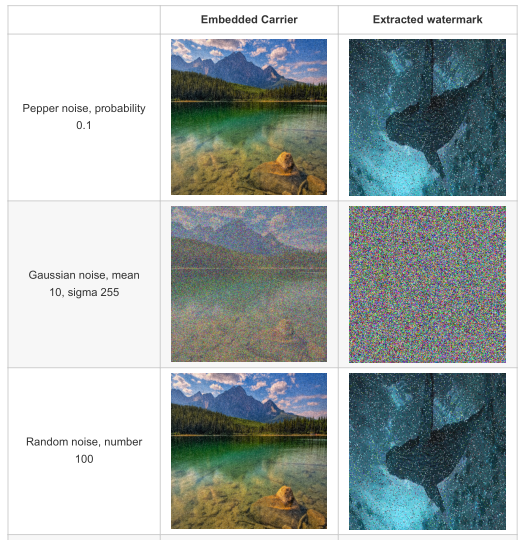 Embedded Carrier
Extracted watermark
Pepper noise, probability
0.1
Gaussian noise, mean
10, sigma 255
Random noise, number
100